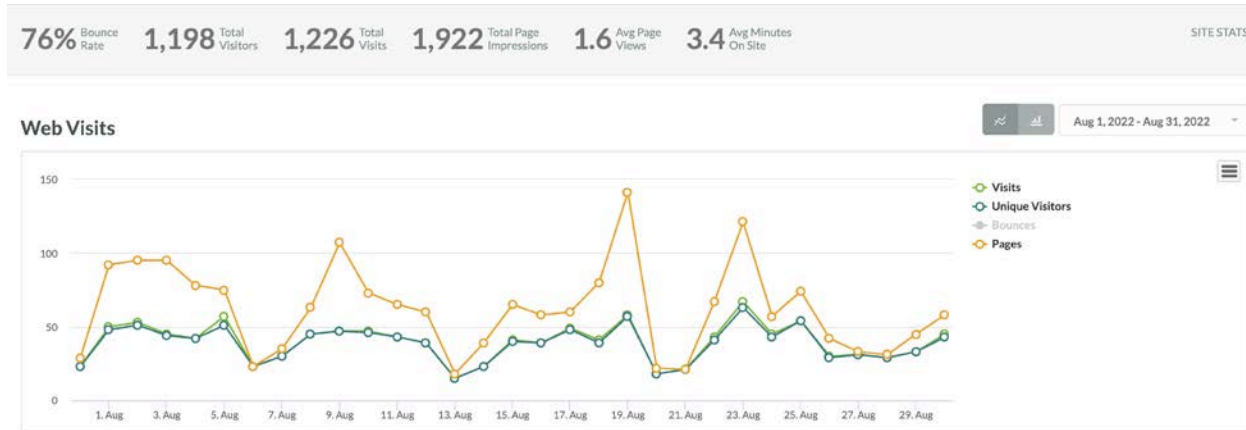 76% Bounce Rate 1,198 Total Visitors 1,226 Total Visits 1,922 Total Page Impressions 1.6 Avg Page Views 3.4 Avg Minutes On Site SITE STATS
Web Visits
Aug 1, 2022 - Aug 31, 2022
150
100
50
0
1. Aug 3. Aug 5. Aug 7. Aug 9. Aug 11. Aug 13. Aug 15. Aug 17. Aug 19. Aug 21. Aug 23. Aug 25. Aug 27. Aug 29. Aug
Visits
Unique Visitors
Bounces
Pages